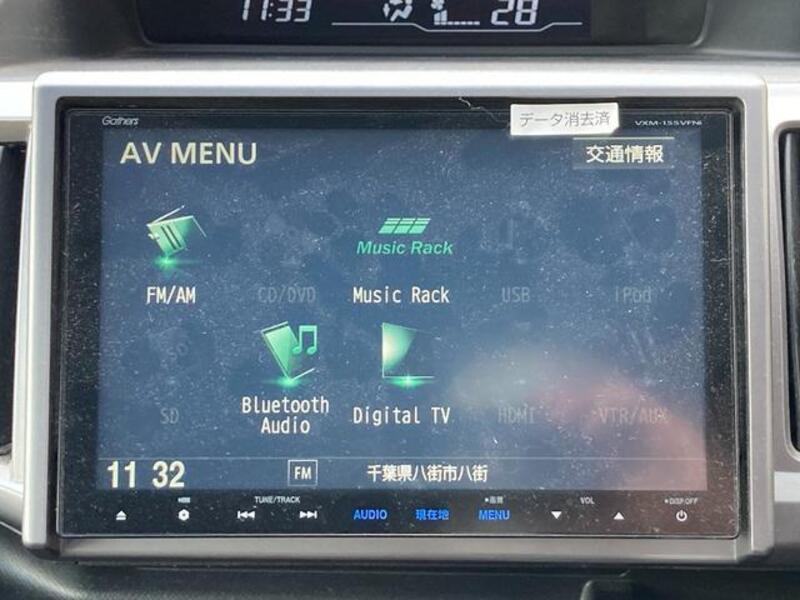 11:33
28
Gathers
データ消去済
VXM-155VFNi
AV MENU
交通情報
Music Rack
FM/AM
CD/DVD
Music Rack
USB
iPod
SD
Bluetooth
Audio
Digital TV
HDMI
VTR/AUX
11 32
FM
千葉県八街市八街
TUNE/TRACK
画質
VOL
DISP.OFF
AUDIO
現在地
MENU